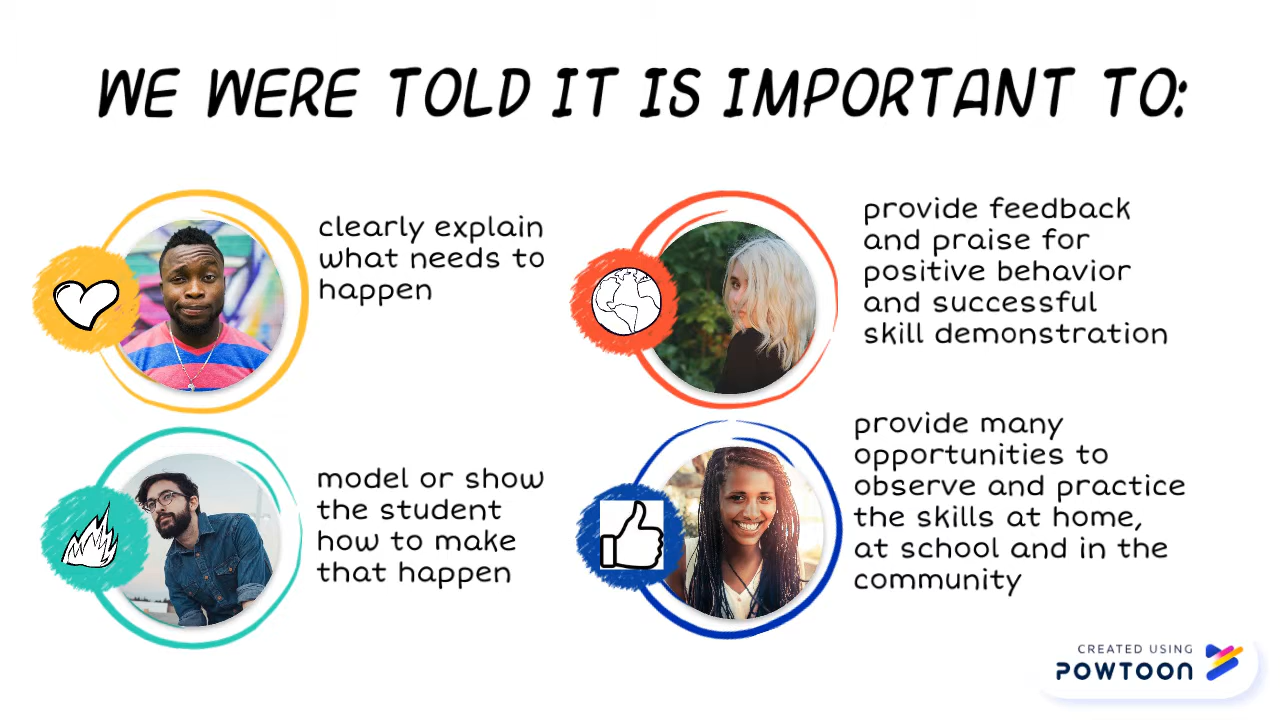 WE WERE TOLD IT IS IMPORTANT TO:
clearly explain
what needs to
happen
provide feedback
and praise for
positive behavior
and successful
skill demonstration
model or show
the student
how to make
that happen
provide many
opportunities to
observe and practice
the skills at home,
at school and in the
community
CREATED USING
POWTOON